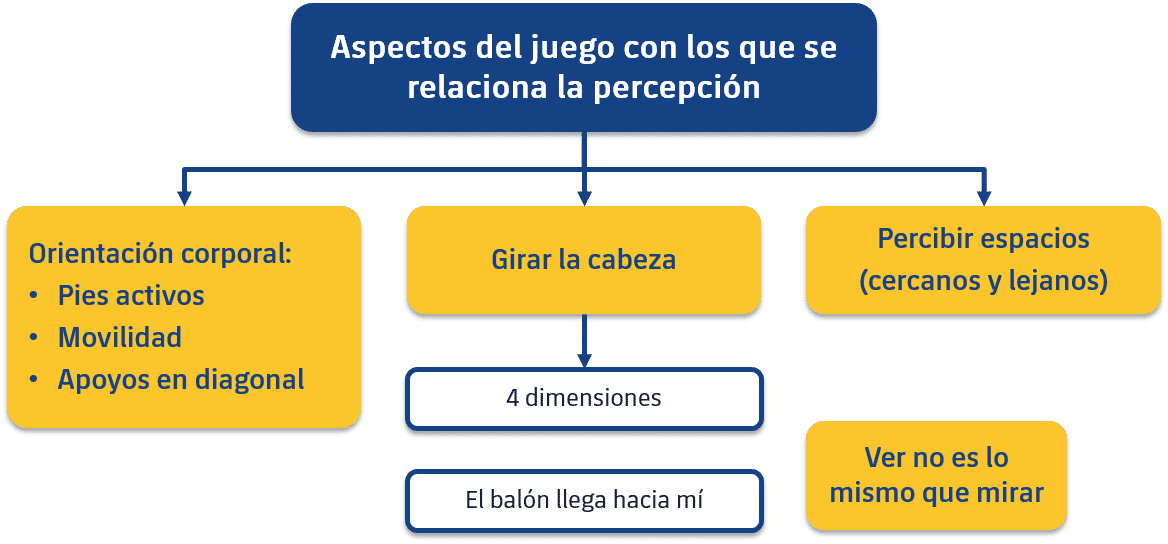 Aspectos del juego con los que se
relaciona la percepción
Orientación corporal:
• Pies activos
• Movilidad
• Apoyos en diagonal
Girar la cabeza
4 dimensiones
El balón llega hacia mí
Percibir espacios
(cercanos y lejanos)
Ver no es lo
mismo que mirar